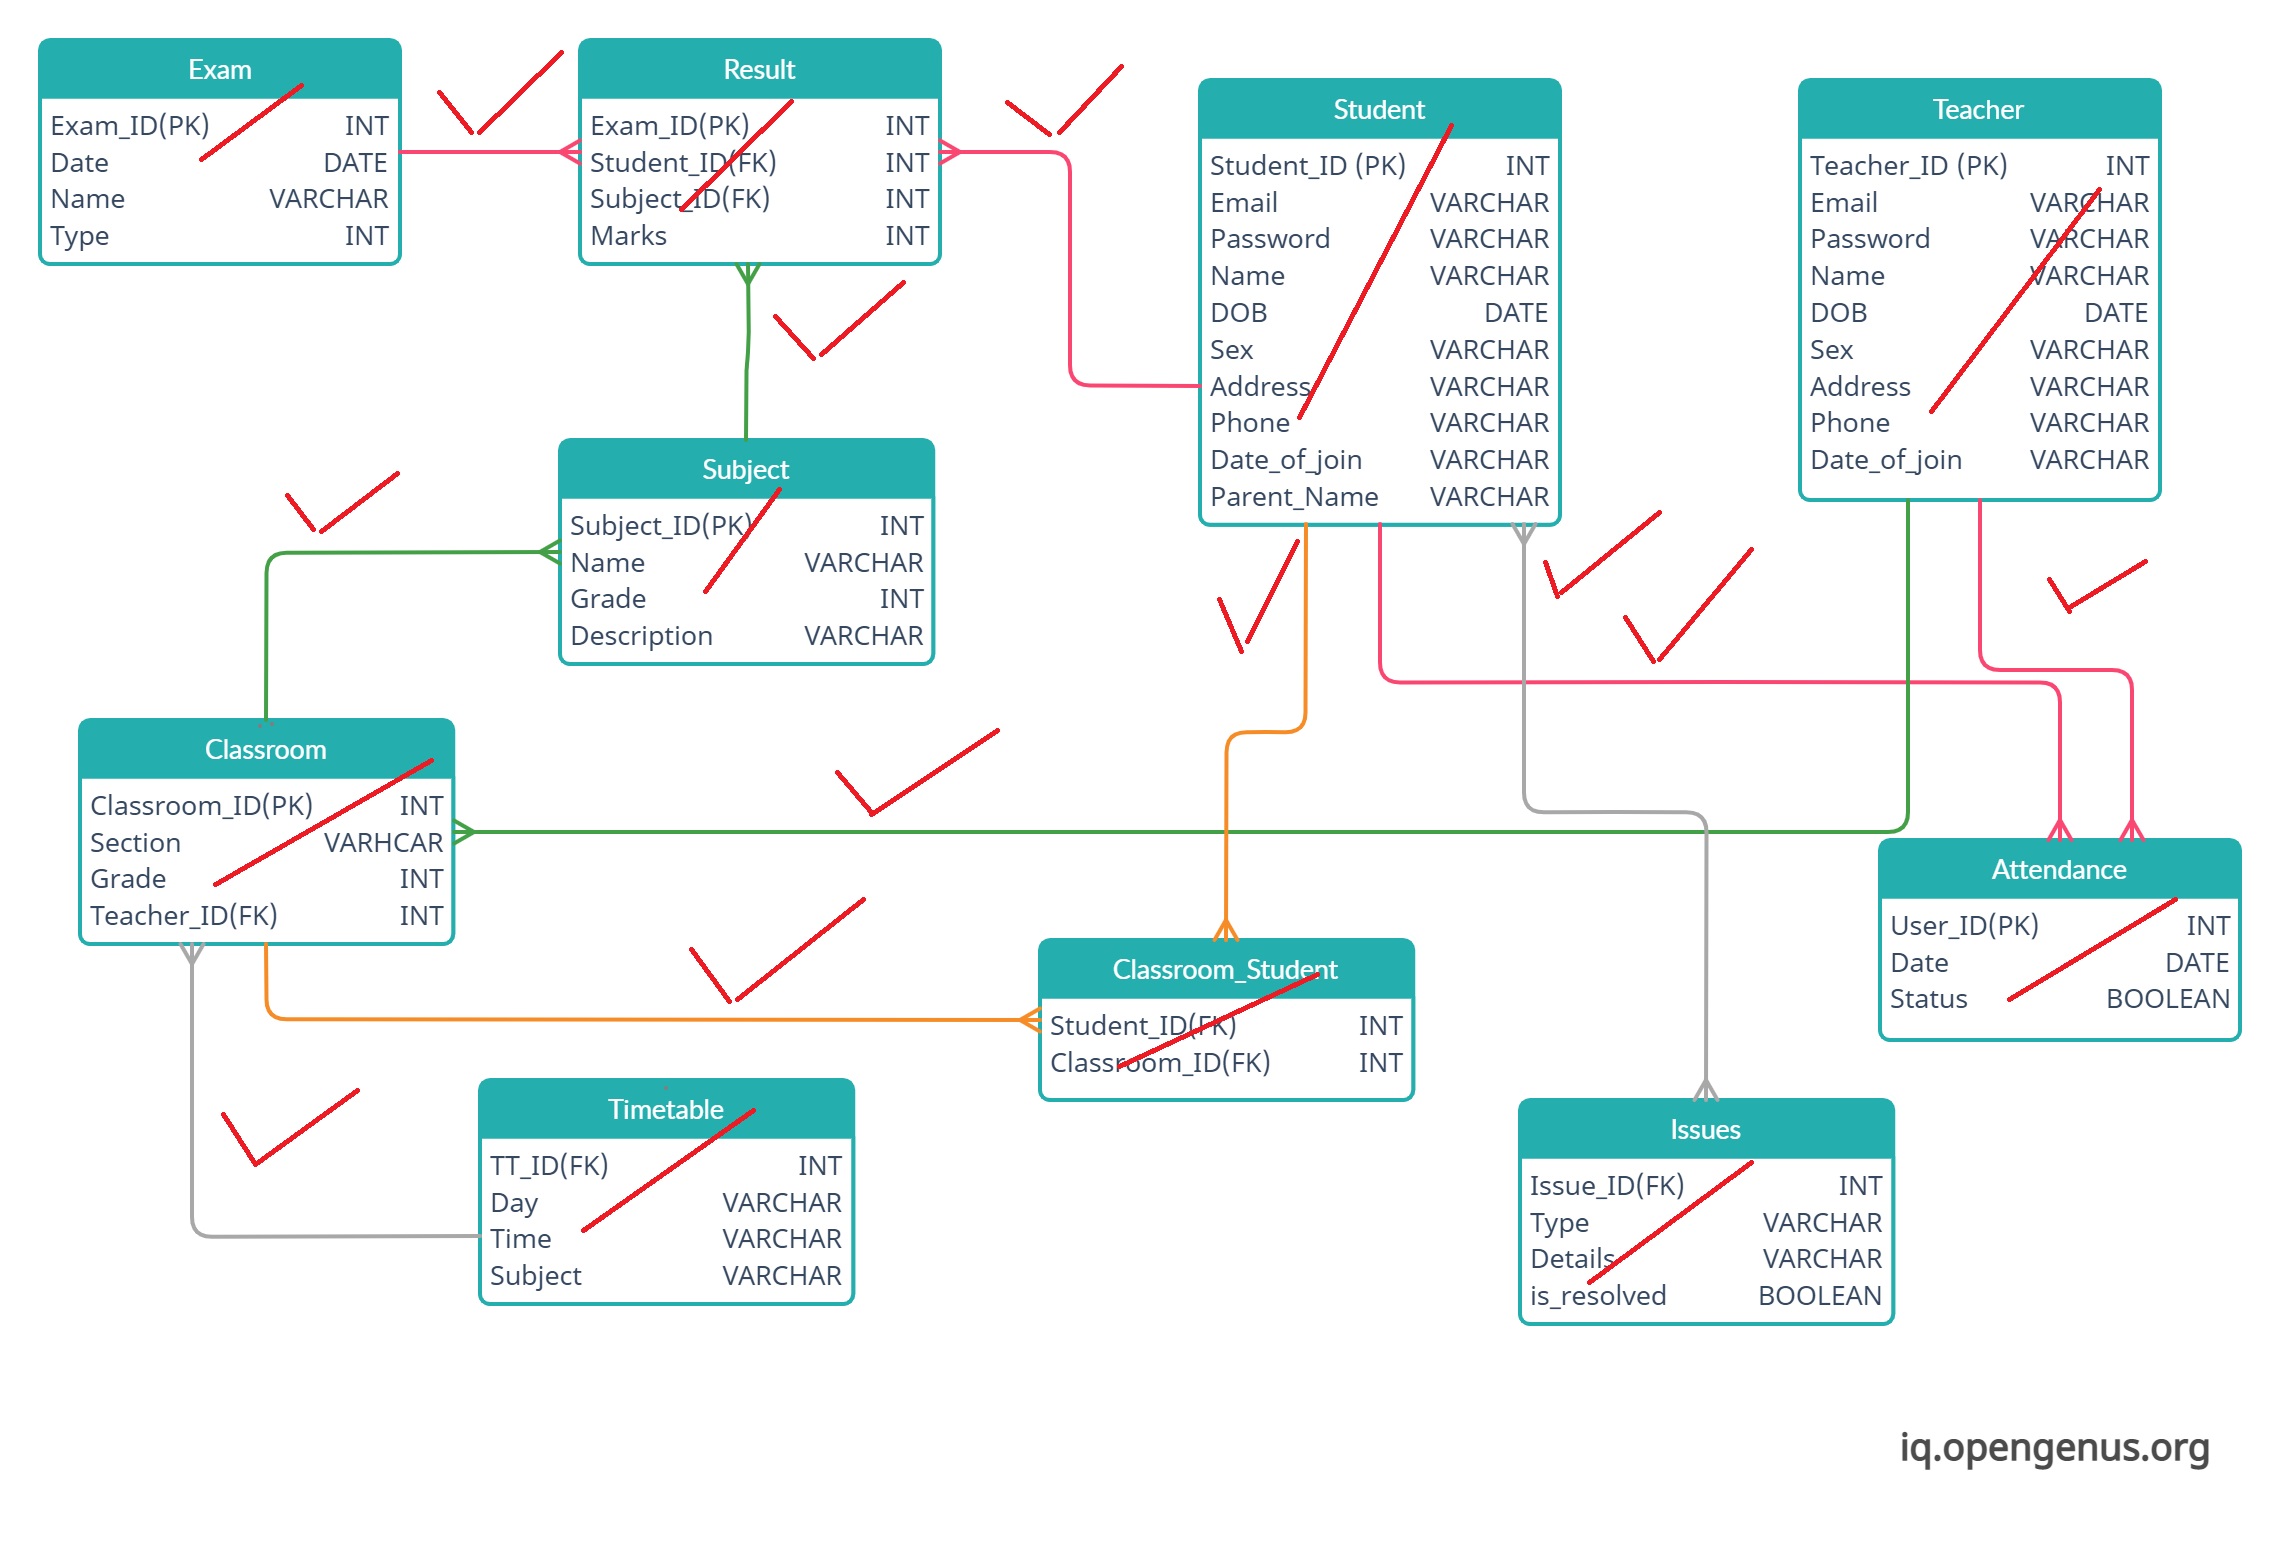 Exam
Exam_ID(PK) INT
Date DATE
Name VARCHAR
Type INT
Result
Exam_ID(PK) INT
Student_ID(FK) INT
Subject_ID(FK) INT
Marks INT
Student
Student_ID (PK) INT
Email VARCHAR
Password VARCHAR
Name VARCHAR
DOB DATE
Sex VARCHAR
Address VARCHAR
Phone VARCHAR
Date_of_join VARCHAR
Parent_Name VARCHAR
Teacher
Teacher_ID (PK) INT
Email VARCHAR
Password VARCHAR
Name VARCHAR
DOB DATE
Sex VARCHAR
Address VARCHAR
Phone VARCHAR
Date_of_join VARCHAR
Subject
Subject_ID(PK) INT
Name VARCHAR
Grade INT
Description VARCHAR
Classroom
Classroom_ID(PK) INT
Section VARHCAR
Grade INT
Teacher_ID(FK) INT
Attendance
User_ID(PK) INT
Date DATE
Status BOOLEAN
Classroom_Student
Student_ID(FK) INT
Classroom_ID(FK) INT
Timetable
TT_ID(FK) INT
Day VARCHAR
Time VARCHAR
Subject VARCHAR
Issues
Issue_ID(FK) INT
Type VARCHAR
Details VARCHAR
is_resolved BOOLEAN
iq.opengenus.org